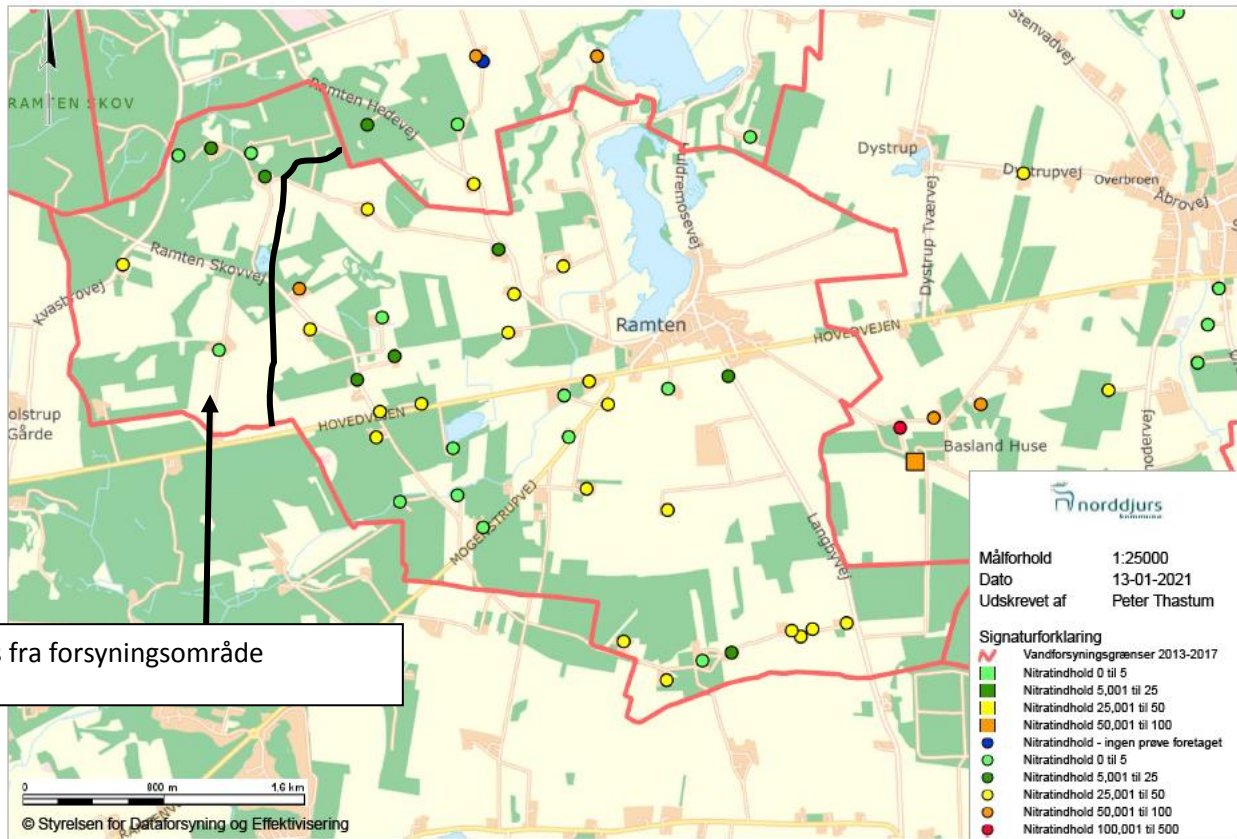 RAMTEN SKOV
Ramten Hedevej
Stenvadvej
Dystrup
Dystrupvej
Overbroen
Åbrovej
Dystrup Tværvej
Ramten Skovvej
Kvasbrovej
Ramten
HOVEDVEJEN
HOVEDVEJEN
olstrup
Gårde
Basland Huse
MOGENSTRUPVEJ
Langbyvej
fra forsyningsområde
norddjurs
kommune
Målforhold 1:25000
Dato 13-01-2021
Udskrevet af Peter Thastum
Signaturforklaring
Vandforsyningsgrænser 2013-2017
Nitratindhold 0 til 5
Nitratindhold 5,001 til 25
Nitratindhold 25,001 til 50
Nitratindhold 50,001 til 100
Nitratindhold - ingen prøve foretaget
Nitratindhold 0 til 5
Nitratindhold 5,001 til 25
Nitratindhold 25,001 til 50
Nitratindhold 50,001 til 100
Nitratindhold 100,001 til 500
0 800 m 1.6 km
© Styrelsen for Dataforsyning og Effektivisering